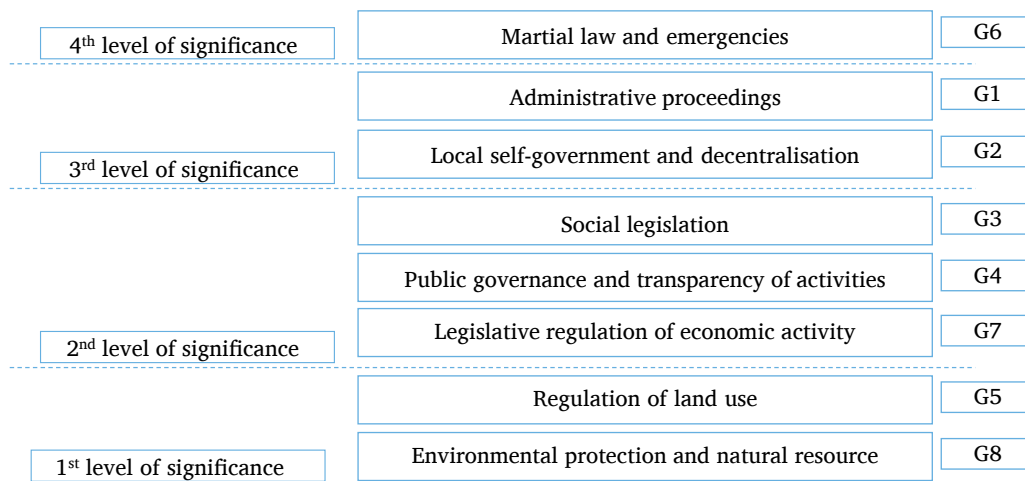 4th level of significance
Martial law and emergencies
G6
Administrative proceedings
G1
3rd level of significance
Local self-government and decentralisation
G2
Social legislation
G3
Public governance and transparency of activities
G4
2nd level of significance
Legislative regulation of economic activity
G7
Regulation of land use
G5
1st level of significance
Environmental protection and natural resource
G8